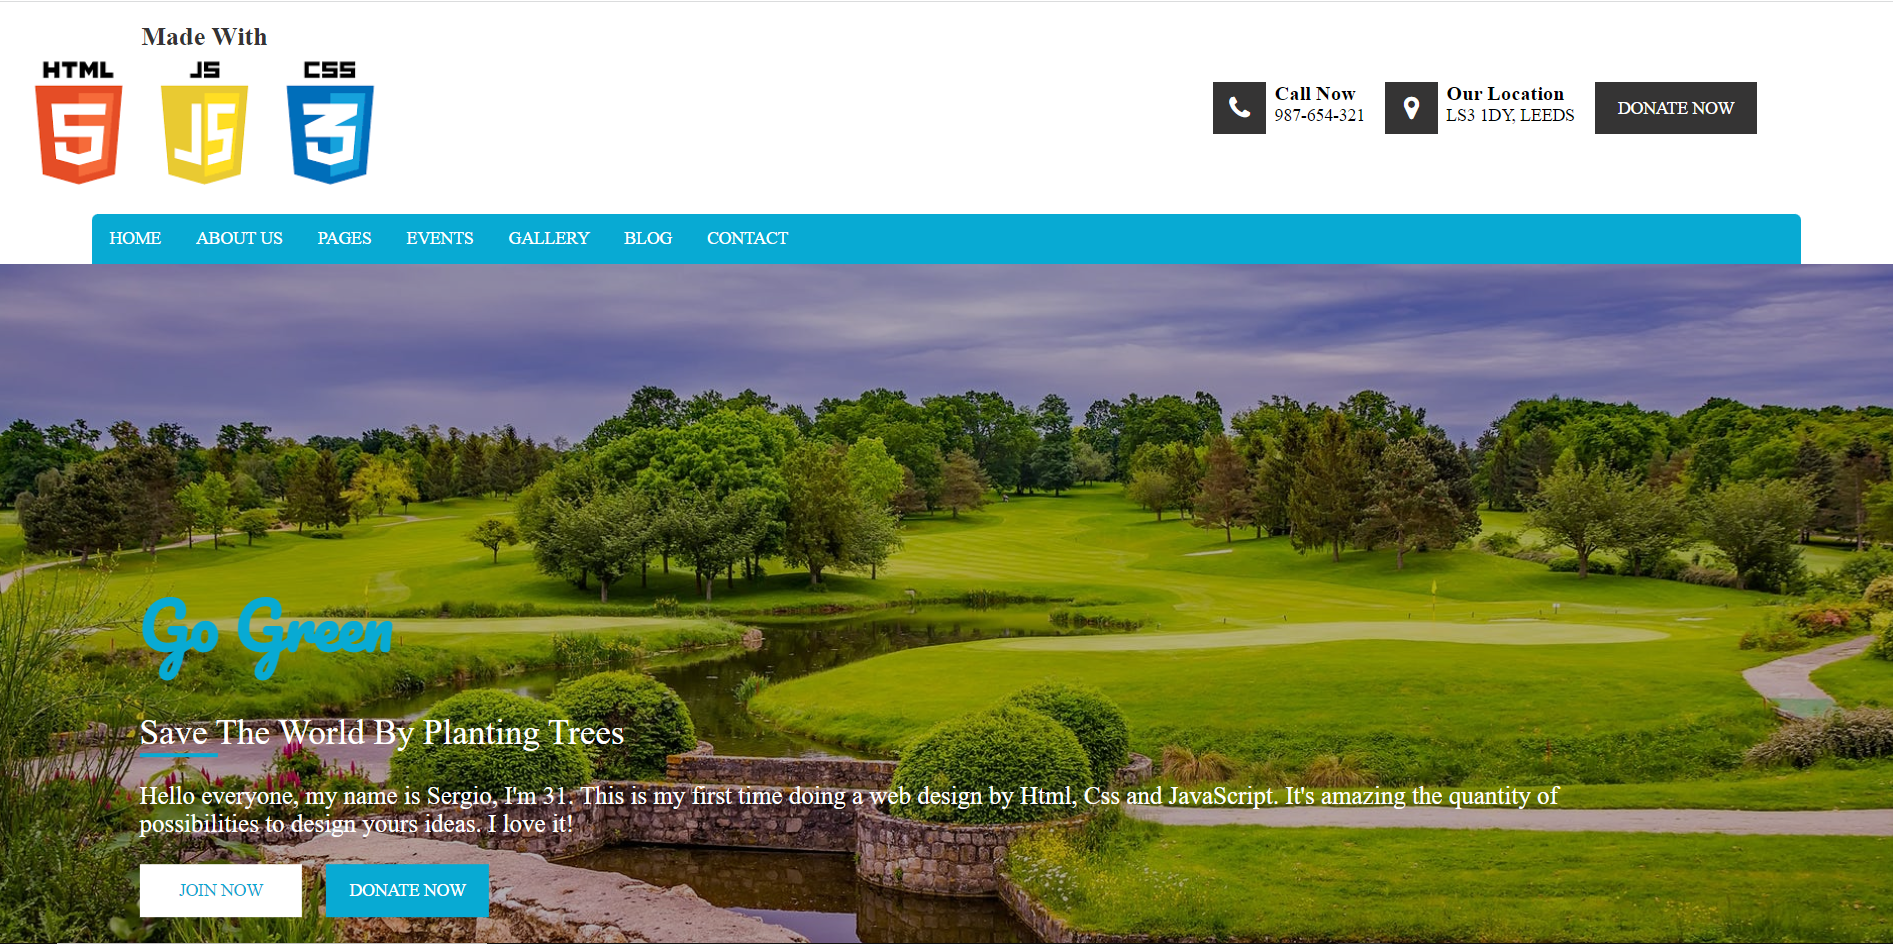 Made With
HTML JS CSS
5 JS 3
Call Now
987-654-321
Our Location
LS3 1DY, LEEDS
DONATE NOW
HOME ABOUT US PAGES EVENTS GALLERY BLOG CONTACT
Go Green
Save The World By Planting Trees
Hello everyone, my name is Sergio, I'm 31. This is my first time doing a web design by Html, Css and JavaScript. It's amazing the quantity of
possibilities to design yours ideas. I love it!
JOIN NOW DONATE NOW